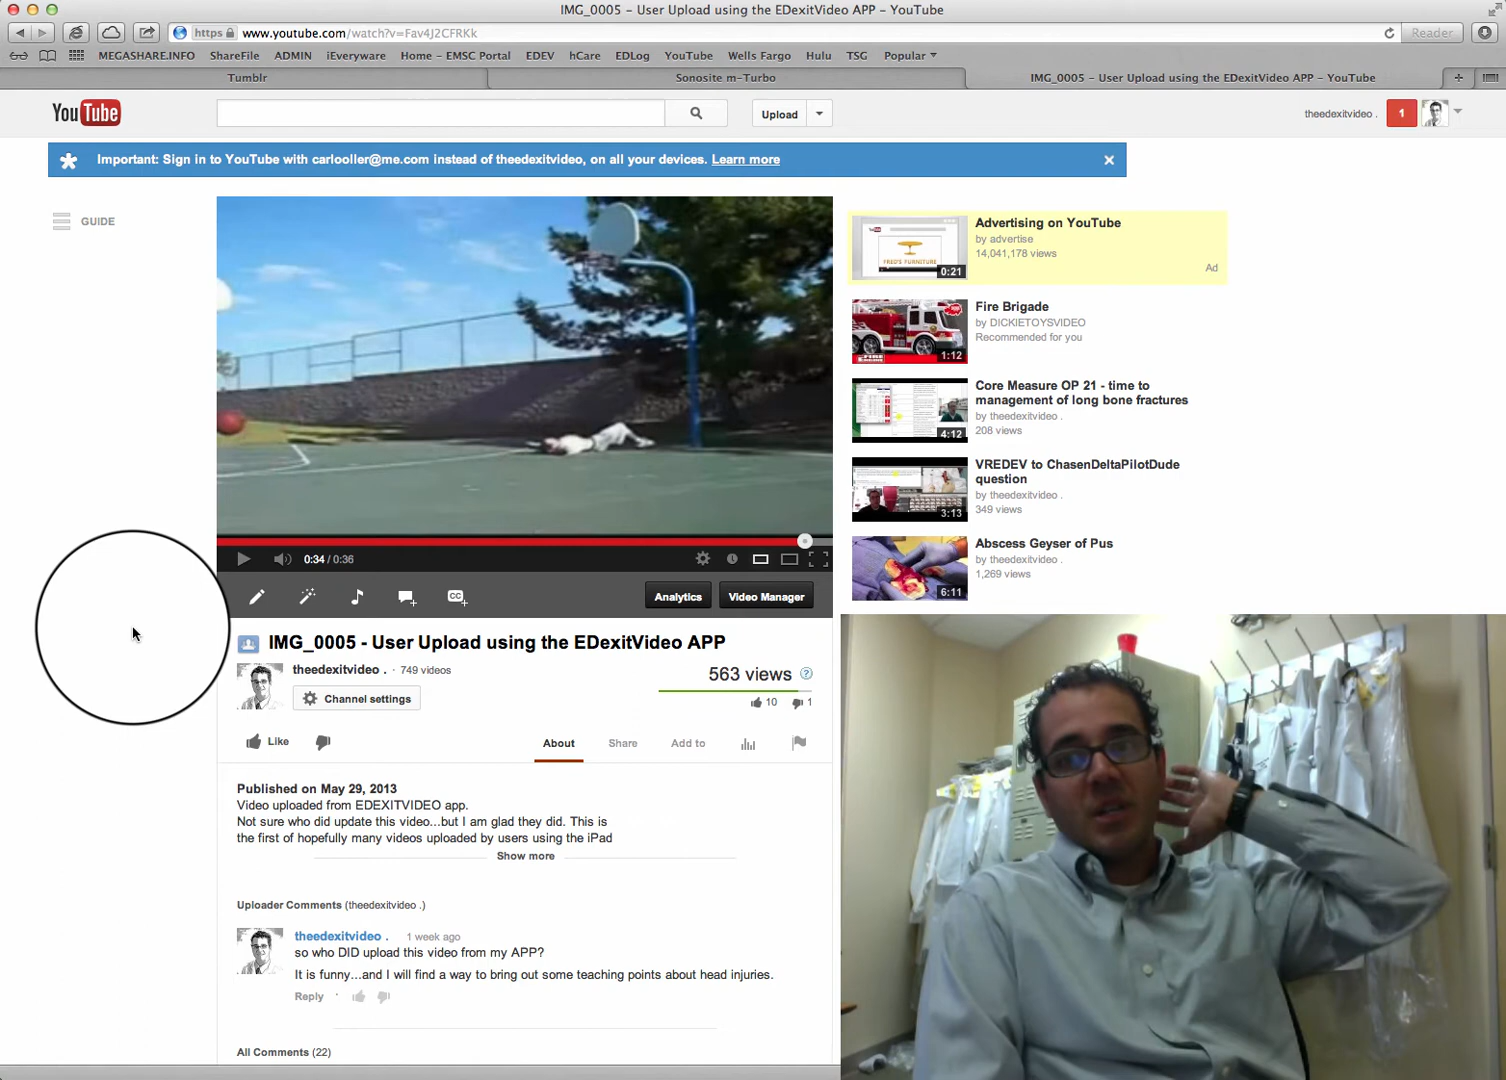 IMG_0005 - User Upload using the EDexitVideo APP - YouTube
https www.youtube.com/watch?v=Fav4J2CFRKk
Reader
MEGASHARE.INFO ShareFile ADMIN iEveryware Home - EMSC Portal EDEV hCare EDLog YouTube Wells Fargo Hulu TSG Popular
Tumblr
Sonosite m-Turbo
IMG_0005 - User Upload using the EDexitVideo APP - YouTube
YouTube
Upload
theedexitvideo .
1
Important: Sign in to YouTube with carlooller@me.com instead of theedexitvideo, on all your devices. Learn more
GUIDE
0:34 / 0:36
CC
Analytics
Video Manager
IMG_0005 - User Upload using the EDexitVideo APP
theedexitvideo . · 749 videos
Channel settings
563 views
10
1
Like
About
Share
Add to
Published on May 29, 2013
Video uploaded from EDEXITVIDEO app.
Not sure who did update this video...but I am glad they did. This is
the first of hopefully many videos uploaded by users using the iPad
Show more
Uploader Comments (theedexitvideo .)
theedexitvideo . 1 week ago
so who DID upload this video from my APP?
It is funny...and I will find a way to bring out some teaching points about head injuries.
Reply ·
All Comments (22)
FRED'S FURNITURE
0:21
Advertising on YouTube
by advertise
14,041,178 views
Ad
1:12
Fire Brigade
by DICKIETOYSVIDEO
Recommended for you
4:12
Core Measure OP 21 - time to
management of long bone fractures
by theedexitvideo .
208 views
3:13
VREDEV to ChasenDeltaPilotDude
question
by theedexitvideo .
349 views
6:11
Abscess Geyser of Pus
by theedexitvideo .
1,269 views